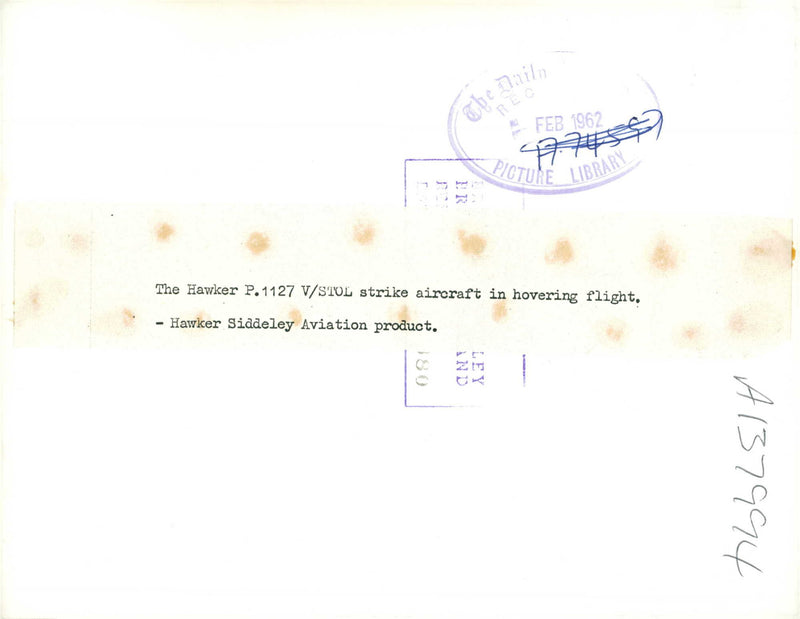 The Daily
REC
FEB 1962
PICTURE LIBRARY
The Hawker P.1127 V/STOL strike aircraft in hovering flight.
- Hawker Siddeley Aviation product.
LEY
AND
A137994